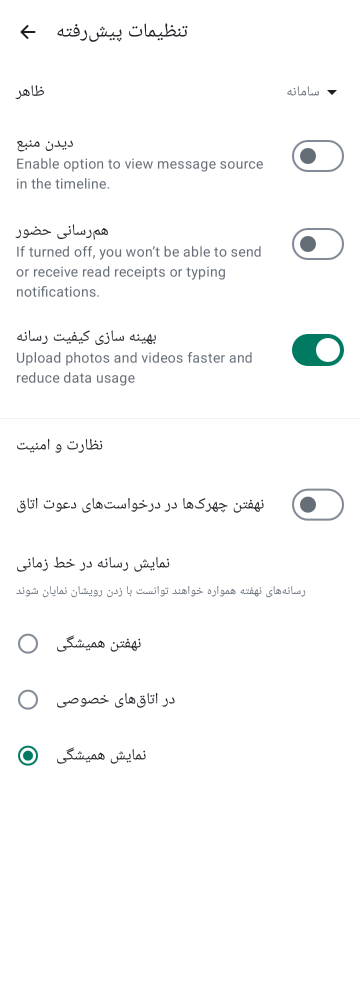 تنظیمات پیش‌رفته
ظاهر
سامانه
دیدن منبع
Enable option to view message source
in the timeline.
هم‌رسانی حضور
If turned off, you won’t be able to send
or receive read receipts or typing
notifications.
بهینه سازی کیفیت رسانه
Upload photos and videos faster and
reduce data usage
نظارت و امنیت
نهفتن چهرک‌ها در درخواست‌های دعوت اتاق
نمایش رسانه در خط زمانی
رسانه‌های نهفته همواره خواهند توانست با زدن رویشان نمایان شوند
نهفتن همیشگی
در اتاق‌های خصوصی
نمایش همیشگی